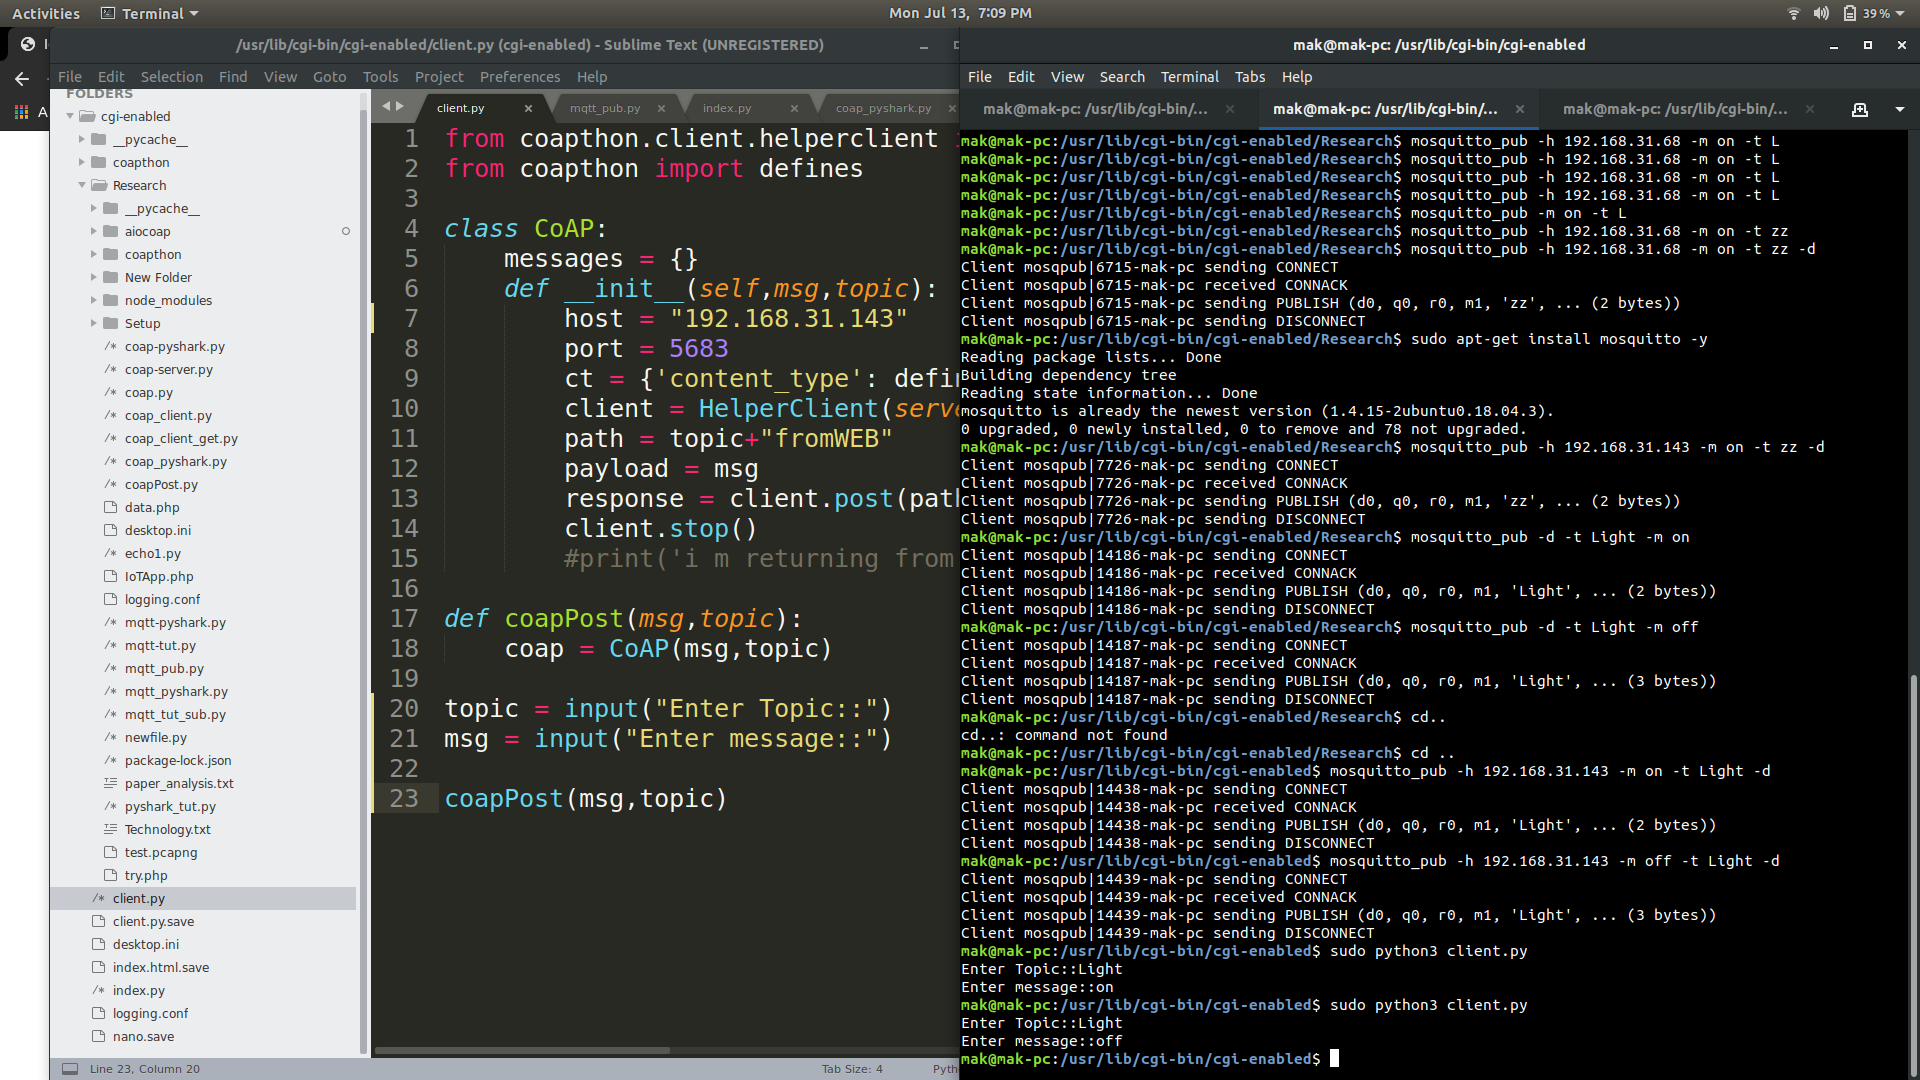 Activities
Terminal
Mon Jul 13, 7:09 PM
39 %
/usr/lib/cgi-bin/cgi-enabled/client.py (cgi-enabled) - Sublime Text (UNREGISTERED)
File Edit Selection Find View Goto Tools Project Preferences Help
A
FOLDERS
cgi-enabled
__pycache__
coapthon
Research
__pycache__
aiocoap
coapthon
New Folder
node_modules
Setup
/* coap-pyshark.py
/* coap-server.py
/* coap.py
/* coap_client.py
/* coap_client_get.py
/* coap_pyshark.py
/* coapPost.py
data.php
desktop.ini
/* echo1.py
IoTApp.php
logging.conf
/* mqtt-pyshark.py
/* mqtt-tut.py
/* mqtt_pub.py
/* mqtt_pyshark.py
/* mqtt_tut_sub.py
/* newfile.py
package-lock.json
paper_analysis.txt
/* pyshark_tut.py
Technology.txt
test.pcapng
/* try.php
/* client.py
client.py.save
desktop.ini
index.html.save
/* index.py
logging.conf
nano.save
client.py × mqtt_pub.py × index.py × coap_pyshark.py ×
1 from coapthon.client.helperclient
2 from coapthon import defines
3
4 class CoAP:
5 messages = {}
6 def __init__(self,msg,topic):
7 host = "192.168.31.143"
8 port = 5683
9 ct = {'content_type': defin
10 client = HelperClient(serve
11 path = topic+"fromWEB"
12 payload = msg
13 response = client.post(path
14 client.stop()
15 #print('i m returning from
16
17 def coapPost(msg,topic):
18 coap = CoAP(msg,topic)
19
20 topic = input("Enter Topic::")
21 msg = input("Enter message::")
22
23 coapPost(msg,topic)
Line 23, Column 20
Tab Size: 4
Pyth
mak@mak-pc: /usr/lib/cgi-bin/cgi-enabled
File Edit View Search Terminal Tabs Help
mak@mak-pc: /usr/lib/cgi-bin/... × mak@mak-pc: /usr/lib/cgi-bin/... × mak@mak-pc: /usr/lib/cgi-bin/... ×
mak@mak-pc:/usr/lib/cgi-bin/cgi-enabled/Research$ mosquitto_pub -h 192.168.31.68 -m on -t L
mak@mak-pc:/usr/lib/cgi-bin/cgi-enabled/Research$ mosquitto_pub -h 192.168.31.68 -m on -t L
mak@mak-pc:/usr/lib/cgi-bin/cgi-enabled/Research$ mosquitto_pub -h 192.168.31.68 -m on -t L
mak@mak-pc:/usr/lib/cgi-bin/cgi-enabled/Research$ mosquitto_pub -h 192.168.31.68 -m on -t L
mak@mak-pc:/usr/lib/cgi-bin/cgi-enabled/Research$ mosquitto_pub -m on -t L
mak@mak-pc:/usr/lib/cgi-bin/cgi-enabled/Research$ mosquitto_pub -h 192.168.31.68 -m on -t zz
mak@mak-pc:/usr/lib/cgi-bin/cgi-enabled/Research$ mosquitto_pub -h 192.168.31.68 -m on -t zz -d
Client mosqpub|6715-mak-pc sending CONNECT
Client mosqpub|6715-mak-pc received CONNACK
Client mosqpub|6715-mak-pc sending PUBLISH (d0, q0, r0, m1, 'zz', ... (2 bytes))
Client mosqpub|6715-mak-pc sending DISCONNECT
mak@mak-pc:/usr/lib/cgi-bin/cgi-enabled/Research$ sudo apt-get install mosquitto -y
Reading package lists... Done
Building dependency tree
Reading state information... Done
mosquitto is already the newest version (1.4.15-2ubuntu0.18.04.3).
0 upgraded, 0 newly installed, 0 to remove and 78 not upgraded.
mak@mak-pc:/usr/lib/cgi-bin/cgi-enabled/Research$ mosquitto_pub -h 192.168.31.143 -m on -t zz -d
Client mosqpub|7726-mak-pc sending CONNECT
Client mosqpub|7726-mak-pc received CONNACK
Client mosqpub|7726-mak-pc sending PUBLISH (d0, q0, r0, m1, 'zz', ... (2 bytes))
Client mosqpub|7726-mak-pc sending DISCONNECT
mak@mak-pc:/usr/lib/cgi-bin/cgi-enabled/Research$ mosquitto_pub -d -t Light -m on
Client mosqpub|14186-mak-pc sending CONNECT
Client mosqpub|14186-mak-pc received CONNACK
Client mosqpub|14186-mak-pc sending PUBLISH (d0, q0, r0, m1, 'Light', ... (2 bytes))
Client mosqpub|14186-mak-pc sending DISCONNECT
mak@mak-pc:/usr/lib/cgi-bin/cgi-enabled/Research$ mosquitto_pub -d -t Light -m off
Client mosqpub|14187-mak-pc sending CONNECT
Client mosqpub|14187-mak-pc received CONNACK
Client mosqpub|14187-mak-pc sending PUBLISH (d0, q0, r0, m1, 'Light', ... (3 bytes))
Client mosqpub|14187-mak-pc sending DISCONNECT
mak@mak-pc:/usr/lib/cgi-bin/cgi-enabled/Research$ cd..
cd..: command not found
mak@mak-pc:/usr/lib/cgi-bin/cgi-enabled/Research$ cd ..
mak@mak-pc:/usr/lib/cgi-bin/cgi-enabled$ mosquitto_pub -h 192.168.31.143 -m on -t Light -d
Client mosqpub|14438-mak-pc sending CONNECT
Client mosqpub|14438-mak-pc received CONNACK
Client mosqpub|14438-mak-pc sending PUBLISH (d0, q0, r0, m1, 'Light', ... (2 bytes))
Client mosqpub|14438-mak-pc sending DISCONNECT
mak@mak-pc:/usr/lib/cgi-bin/cgi-enabled$ mosquitto_pub -h 192.168.31.143 -m off -t Light -d
Client mosqpub|14439-mak-pc sending CONNECT
Client mosqpub|14439-mak-pc received CONNACK
Client mosqpub|14439-mak-pc sending PUBLISH (d0, q0, r0, m1, 'Light', ... (3 bytes))
Client mosqpub|14439-mak-pc sending DISCONNECT
mak@mak-pc:/usr/lib/cgi-bin/cgi-enabled$ sudo python3 client.py
Enter Topic::Light
Enter message::on
mak@mak-pc:/usr/lib/cgi-bin/cgi-enabled$ sudo python3 client.py
Enter Topic::Light
Enter message::off
mak@mak-pc:/usr/lib/cgi-bin/cgi-enabled$